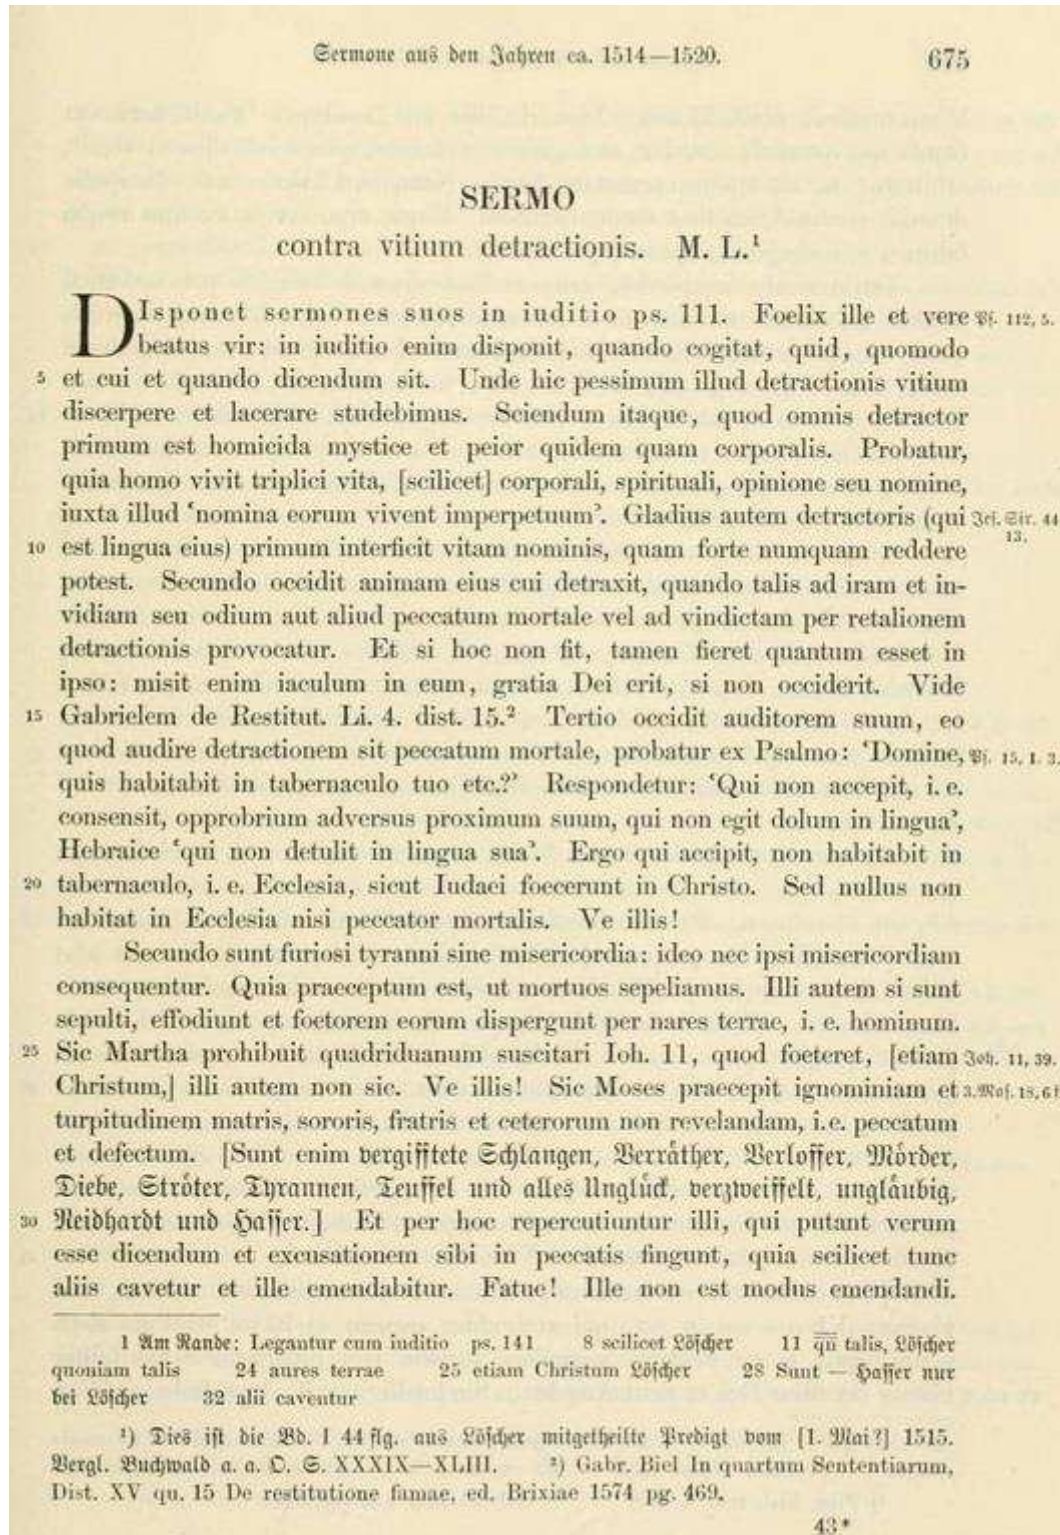 Sermone aus den Jahren ca. 1514—1520. 675
SERMO
contra vitium detractionis. M. L.¹
DIsponet sermones suos in iuditio ps. 111. Foelix ille et vere Ps. 112, 5.
beatus vir: in iuditio enim disponit, quando cogitat, quid, quomodo
5 et cui et quando dicendum sit. Unde hic pessimum illud detractionis vitium
discerpere et lacerare studebimus. Sciendum itaque, quod omnis detractor
primum est homicida mystice et peior quidem quam corporalis. Probatur,
quia homo vivit triplici vita, [scilicet] corporali, spirituali, opinione seu nomine,
iuxta illud ‘nomina eorum vivent imperpetuum’. Gladius autem detractoris (qui Jes. Sir. 44
13.
10 est lingua eius) primum interficit vitam nominis, quam forte numquam reddere
potest. Secundo occidit animam eius cui detraxit, quando talis ad iram et in-
vidiam seu odium aut aliud peccatum mortale vel ad vindictam per retalionem
detractionis provocatur. Et si hoc non fit, tamen fieret quantum esset in
ipso: misit enim iaculum in eum, gratia Dei erit, si non occiderit. Vide
15 Gabrielem de Restitut. Li. 4. dist. 15.² Tertio occidit auditorem suum, eo
quod audire detractionem sit peccatum mortale, probatur ex Psalmo: ‘Domine, Ps. 15, 1. 3.
quis habitabit in tabernaculo tuo etc.?’ Respondetur: ‘Qui non accepit, i. e.
consensit, opprobrium adversus proximum suum, qui non egit dolum in lingua’,
Hebraice ‘qui non detulit in lingua sua’. Ergo qui accipit, non habitabit in
20 tabernaculo, i. e. Ecclesia, sicut Iudaei foecerunt in Christo. Sed nullus non
habitat in Ecclesia nisi peccator mortalis. Ve illis!
Secundo sunt furiosi tyranni sine misericordia: ideo nec ipsi misericordiam
consequentur. Quia praeceptum est, ut mortuos sepeliamus. Illi autem si sunt
sepulti, effodiunt et foetorem eorum dispergunt per nares terrae, i. e. hominum.
25 Sic Martha prohibuit quadriduanum suscitari Ioh. 11, quod foeteret, [etiam Joh. 11, 39.
Christum,] illi autem non sic. Ve illis! Sic Moses praecepit ignominiam et 3. Mos. 18, 6f
turpitudinem matris, sororis, fratris et ceterorum non revelandam, i. e. peccatum
et defectum. [Sunt enim vergifftete Schlangen, Verråther, Verloffer, Mörder,
Diebe, Ströter, Tyrannen, Teuffel und alles Unglück, verzweiffelt, ungläubig,
30 Neidhardt und Hasser.] Et per hoc repercutiuntur illi, qui putant verum
esse dicendum et excusationem sibi in peccatis fingunt, quia scilicet tunc
aliis cavetur et ille emendabitur. Fatue! Ille non est modus emendandi.
1 Am Rande: Legantur cum iuditio ps. 141 8 scilicet Löscher 11 qn̄ talis, Löscher
quoniam talis 24 aures terrae 25 etiam Christum Löscher 28 Sunt — Hasser nur
bei Löscher 32 alii caventur
¹) Dies ist die Bd. I 44 flg. aus Löscher mitgetheilte Predigt vom [1. Mai?] 1515.
Vergl. Buchwald a. a. O. S. XXXIX—XLIII. ²) Gabr. Biel In quartum Sententiarum,
Dist. XV qu. 15 De restitutione famae, ed. Brixiae 1574 pg. 469.
43*